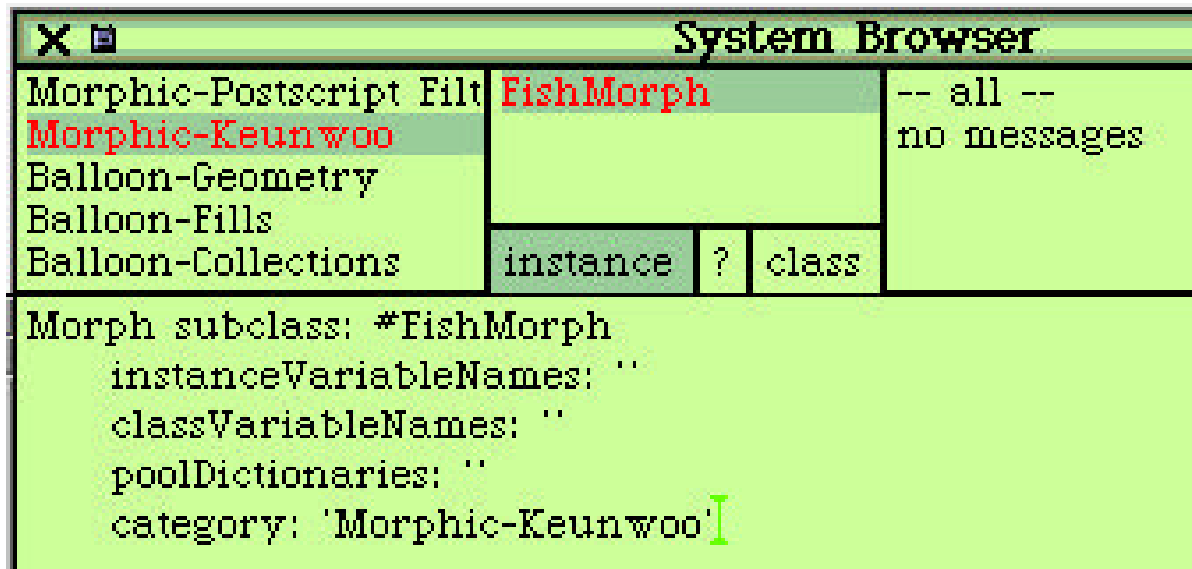 System Browser
Morphic-Postscript Filt
Morphic-Keunwoo
Balloon-Geometry
Balloon-Fills
Balloon-Collections
FishMorph
instance ? class
-- all --
no messages
Morph subclass: #FishMorph
instanceVariableNames: ''
classVariableNames: ''
poolDictionaries: ''
category: 'Morphic-Keunwoo'